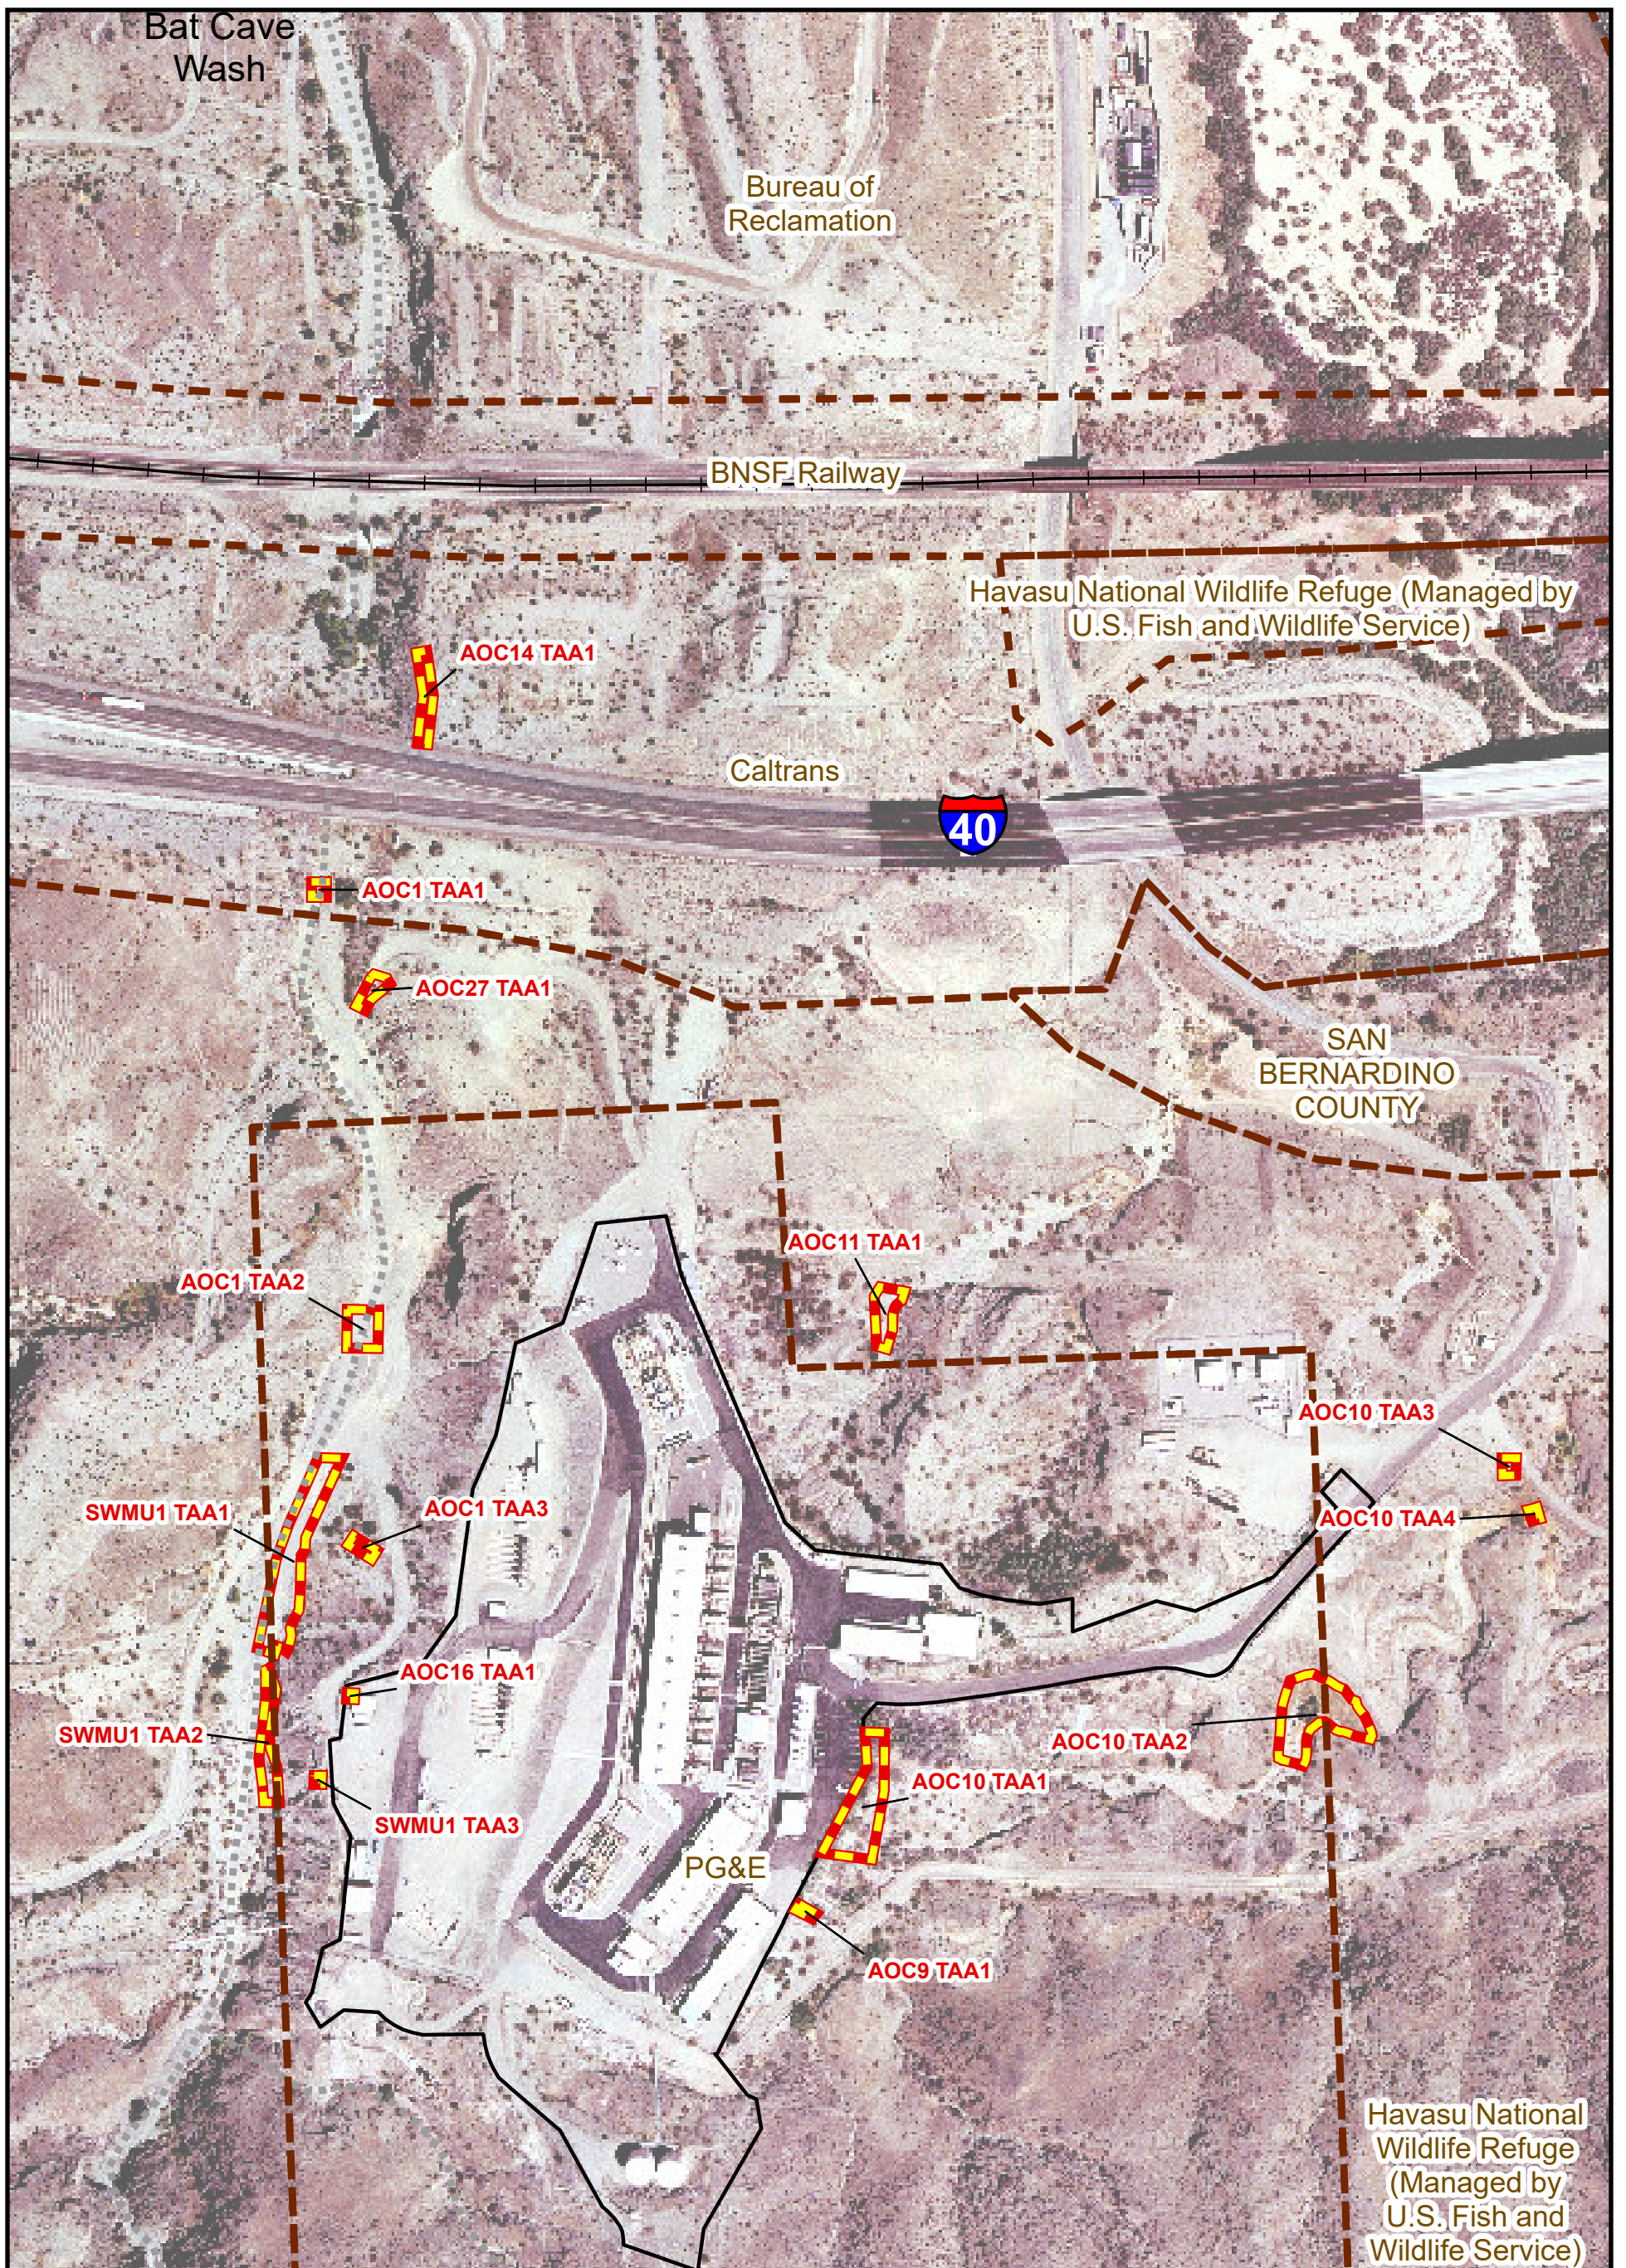 Bat Cave
Wash
Bureau of
Reclamation
BNSF Railway
Havasu National Wildlife Refuge (Managed by
U.S. Fish and Wildlife Service)
AOC14 TAA1
Caltrans
40
AOC1 TAA1
AOC27 TAA1
SAN
BERNARDINO
COUNTY
AOC11 TAA1
AOC1 TAA2
AOC10 TAA3
SWMU1 TAA1
AOC1 TAA3
AOC10 TAA4
AOC16 TAA1
SWMU1 TAA2
AOC10 TAA2
AOC10 TAA1
SWMU1 TAA3
PG&E
AOC9 TAA1
Havasu National
Wildlife Refuge
(Managed by
U.S. Fish and
Wildlife Service)